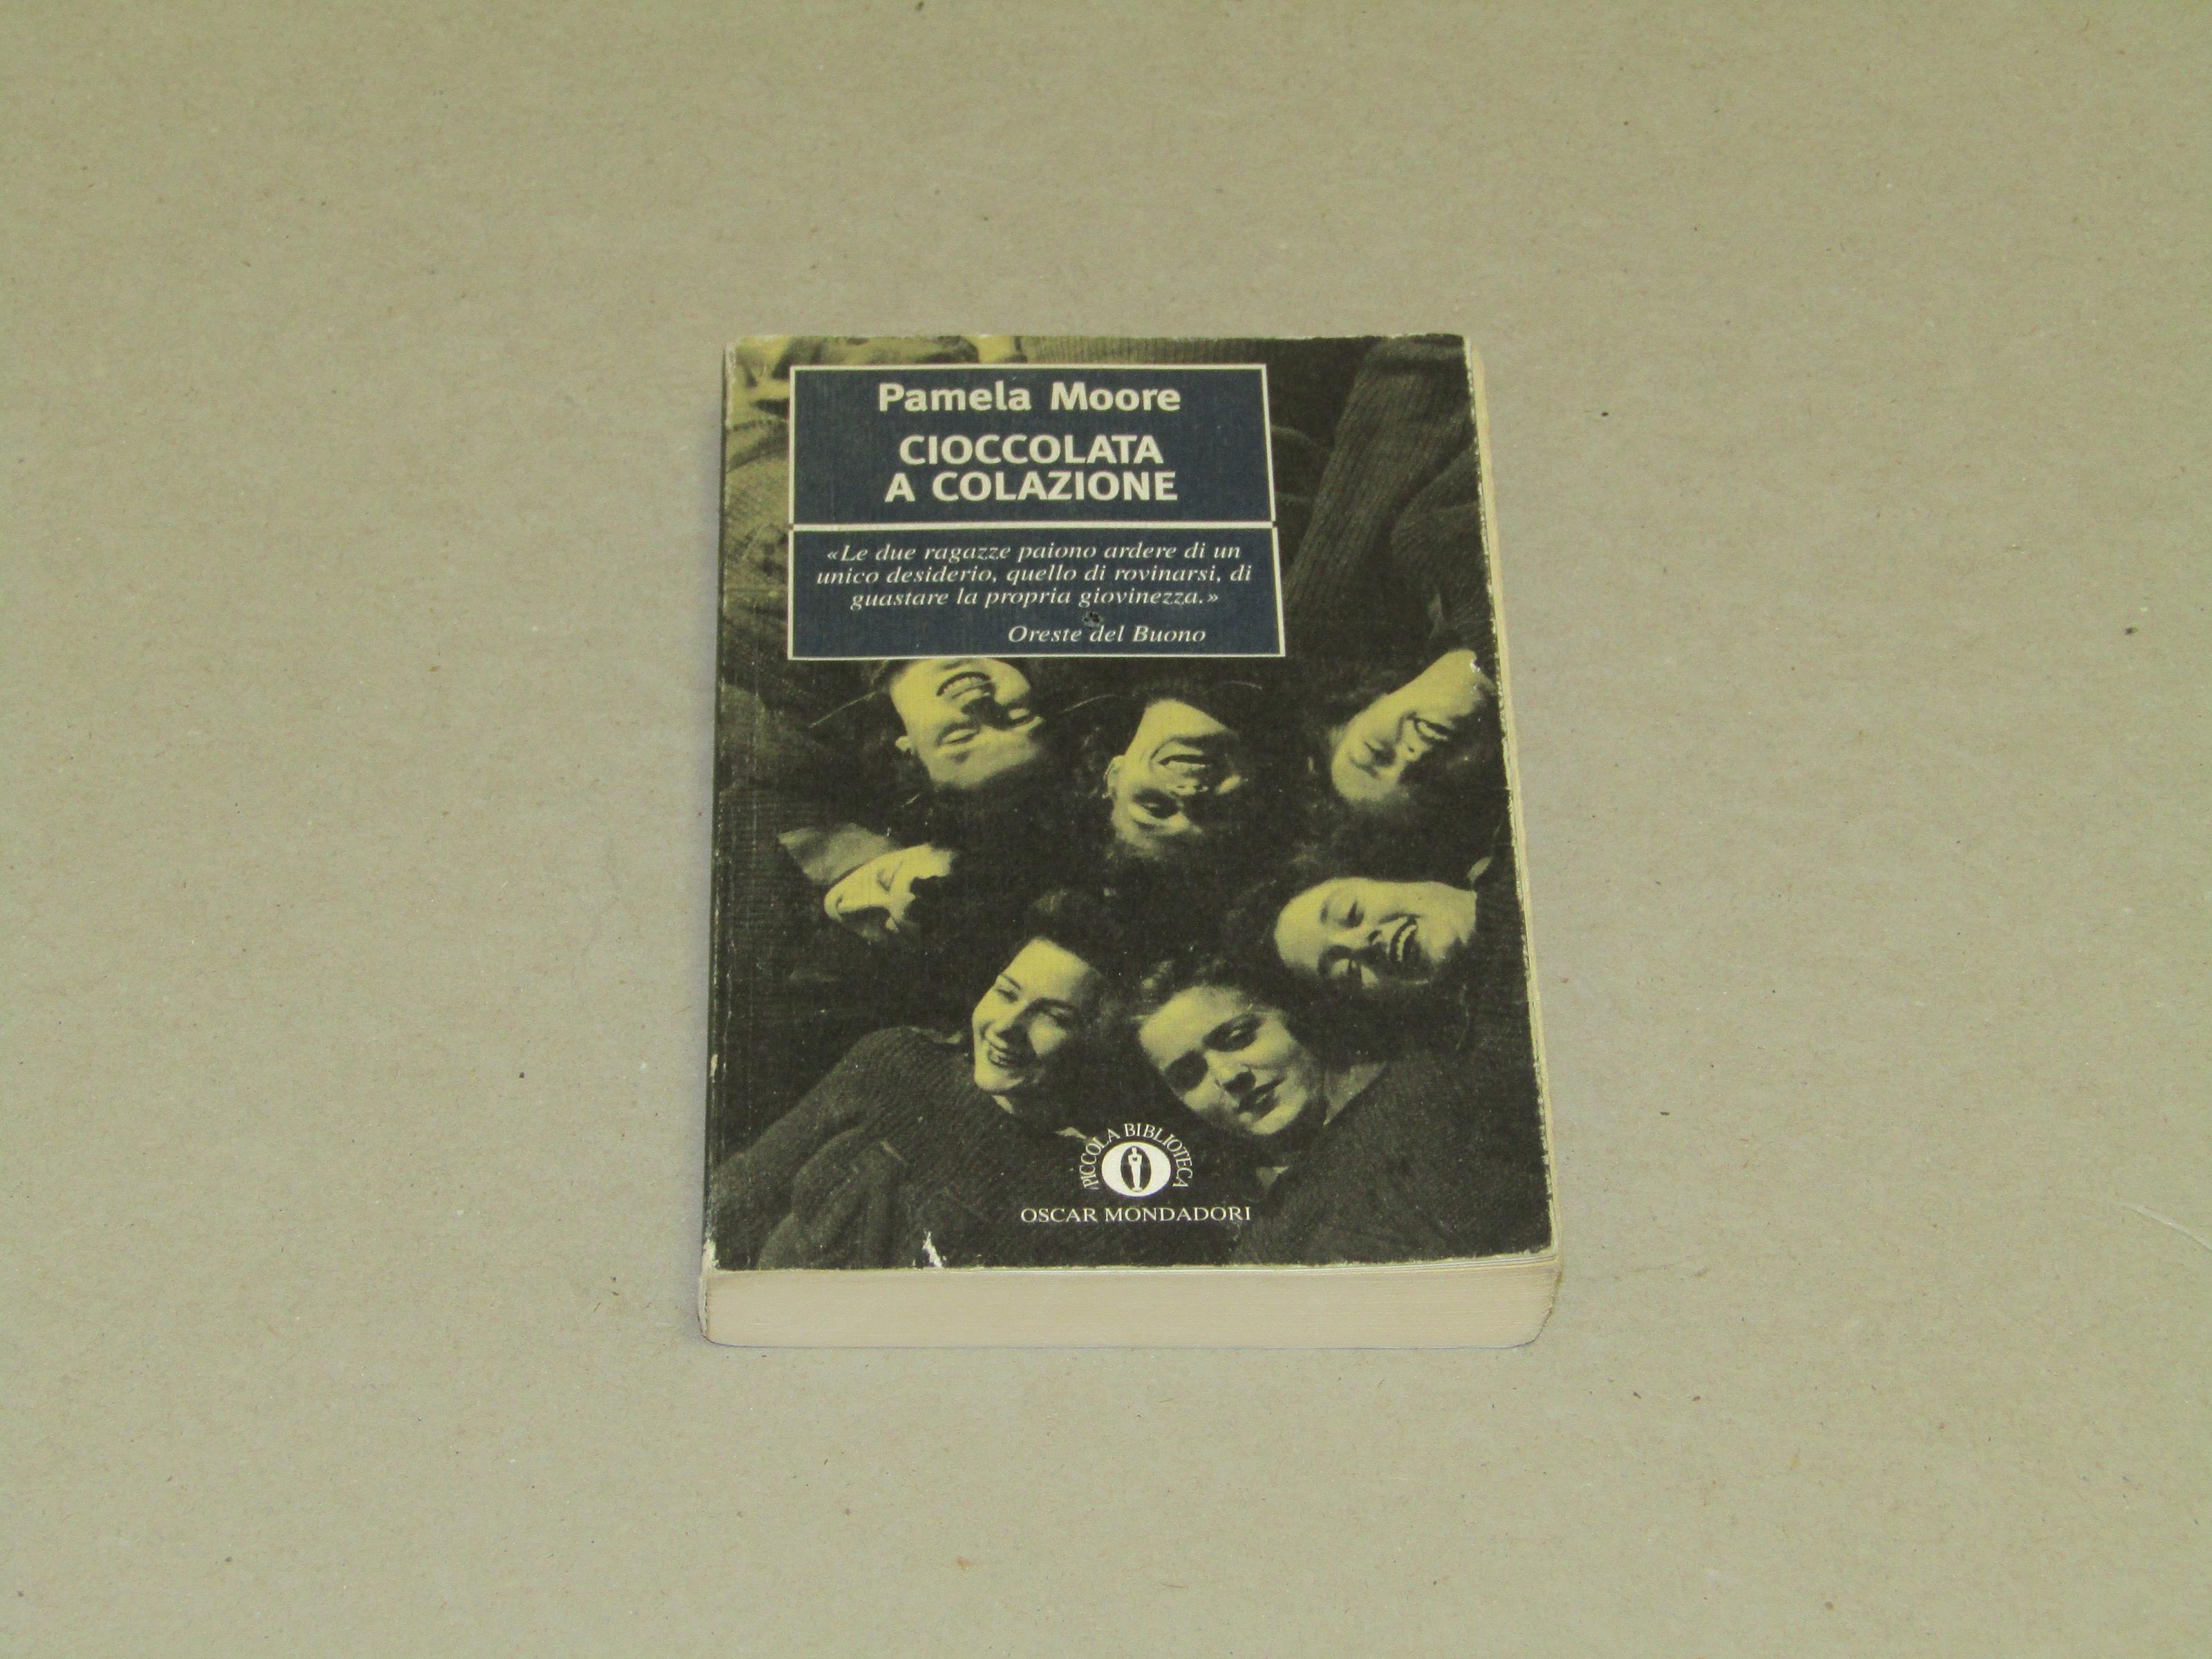 Pamela Moore
CIOCCOLATA
A COLAZIONE
«Le due ragazze paiono ardere di un
unico desiderio, quello di rovinarsi, di
guastare la propria giovinezza.»
Oreste del Buono
PICCOLA BIBLIOTECA
OSCAR MONDADORI